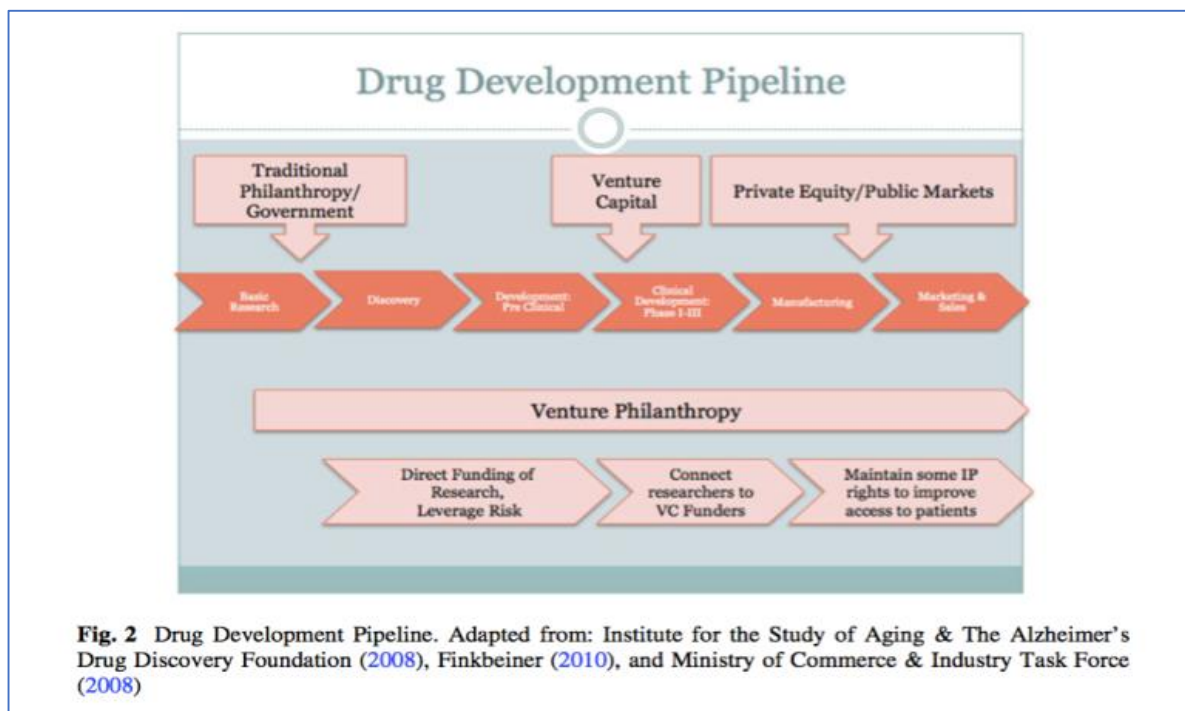 Drug Development Pipeline
Traditional
Philanthropy/
Government
Venture
Capital
Private Equity/Public Markets
Basic
Research
Discovery
Development:
Pre Clinical
Clinical
Development:
Phase I-III
Manufacturing
Marketing &
Sales
Venture Philanthropy
Direct Funding of
Research,
Leverage Risk
Connect
researchers to
VC Funders
Maintain some IP
rights to improve
access to patients
Fig. 2 Drug Development Pipeline. Adapted from: Institute for the Study of Aging & The Alzheimer's
Drug Discovery Foundation (2008), Finkbeiner (2010), and Ministry of Commerce & Industry Task Force
(2008)